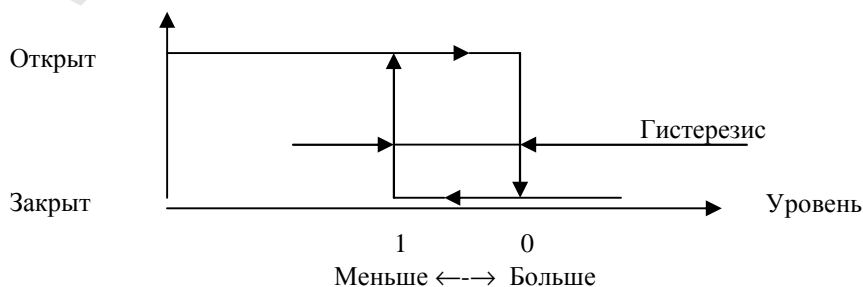 Открыт
Гистерезис
Закрыт
Уровень
1 0
Меньше ←-→ Больше